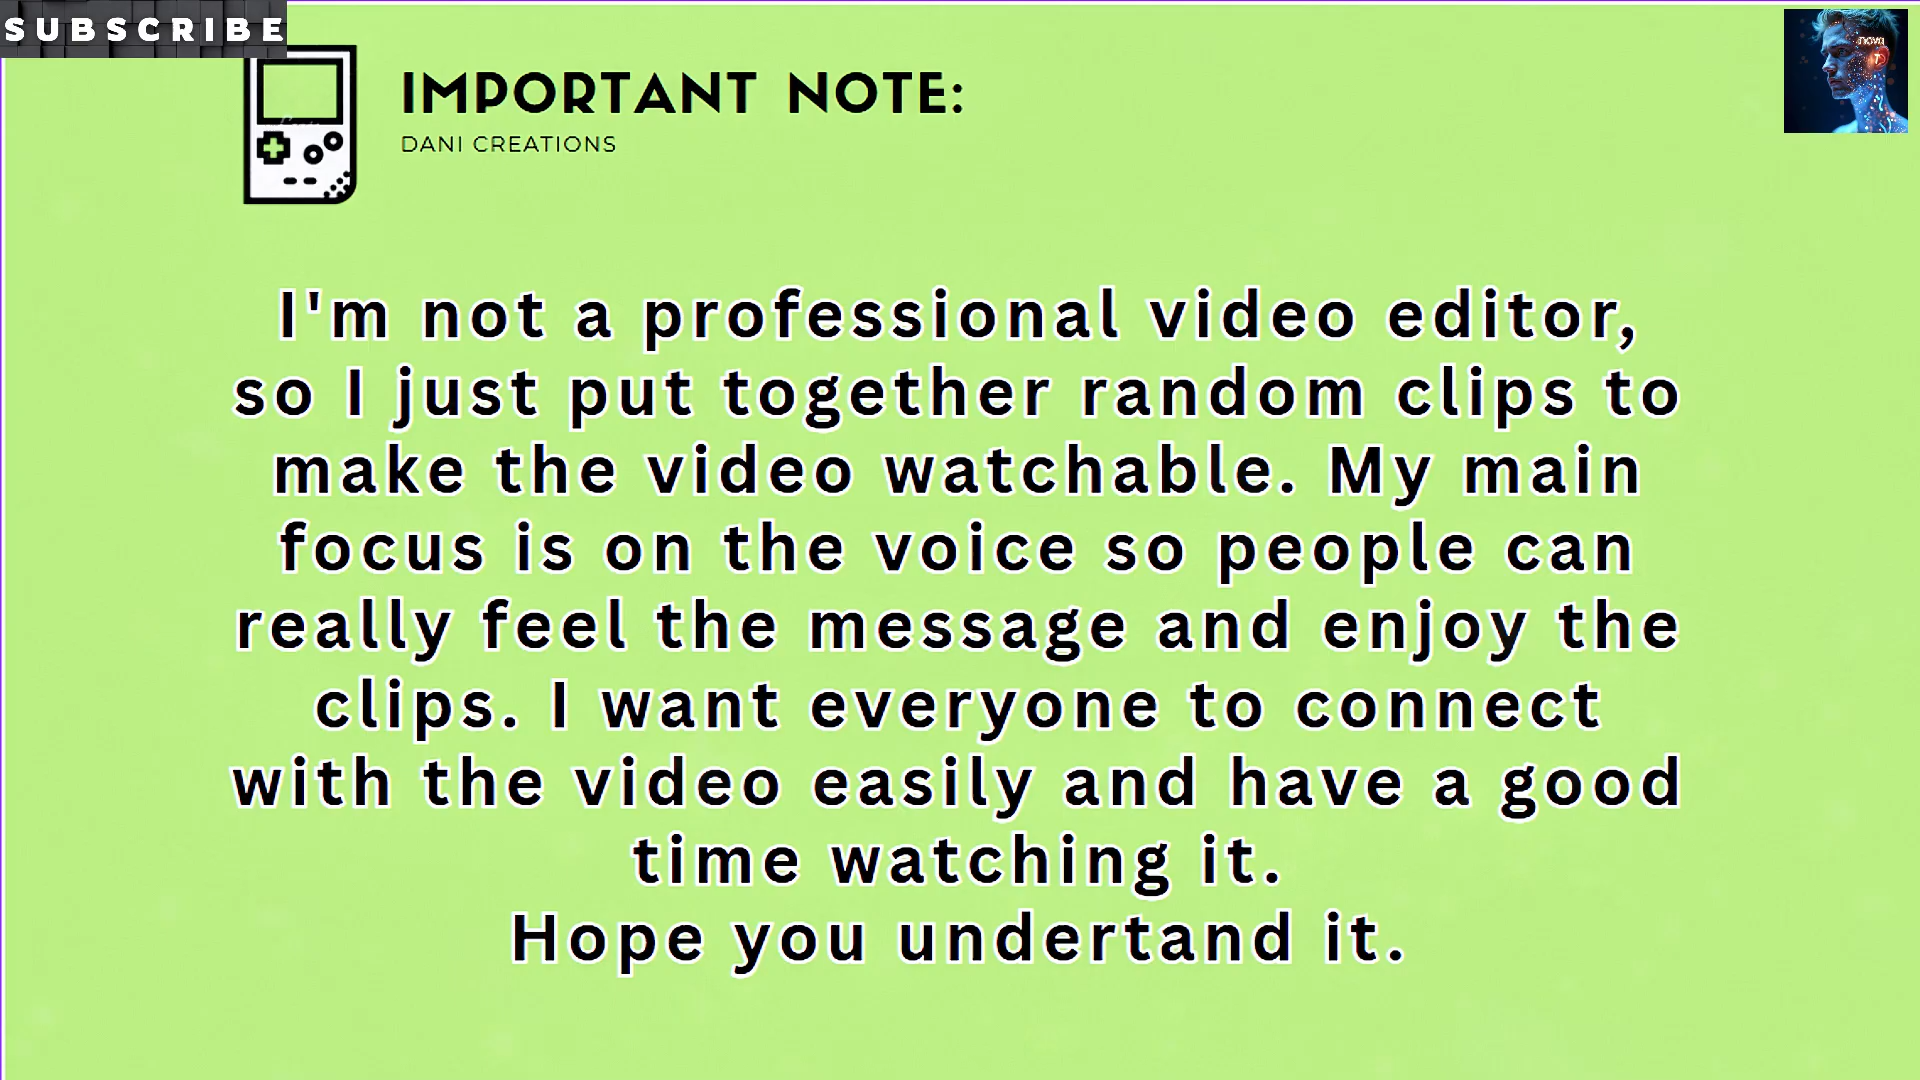 SUBSCRIBE
IMPORTANT NOTE:
DANI CREATIONS
nova
I'm not a professional video editor,
so I just put together random clips to
make the video watchable. My main
focus is on the voice so people can
really feel the message and enjoy the
clips. I want everyone to connect
with the video easily and have a good
time watching it.
Hope you undertand it.